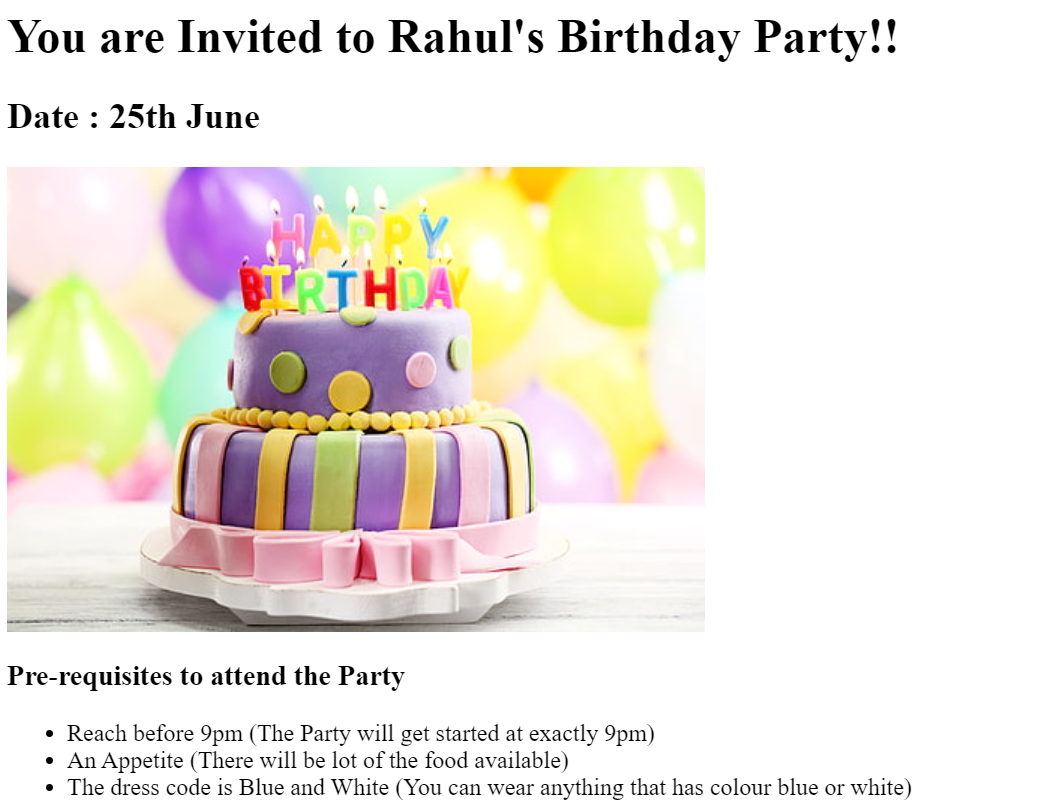 You are Invited to Rahul's Birthday Party!!
Date : 25th June
HAPPY
BIRTHDAY
Pre-requisites to attend the Party
• Reach before 9pm (The Party will get started at exactly 9pm)
• An Appetite (There will be lot of the food available)
• The dress code is Blue and White (You can wear anything that has colour blue or white)